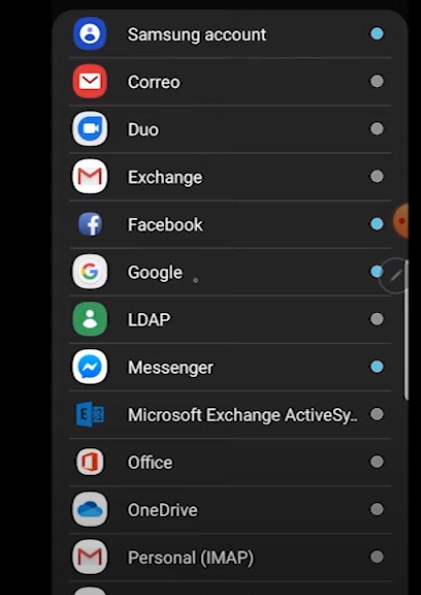 Samsung account
Correo
Duo
Exchange
Facebook
Google
LDAP
Messenger
Microsoft Exchange ActiveSy..
Office
OneDrive
Personal (IMAP)